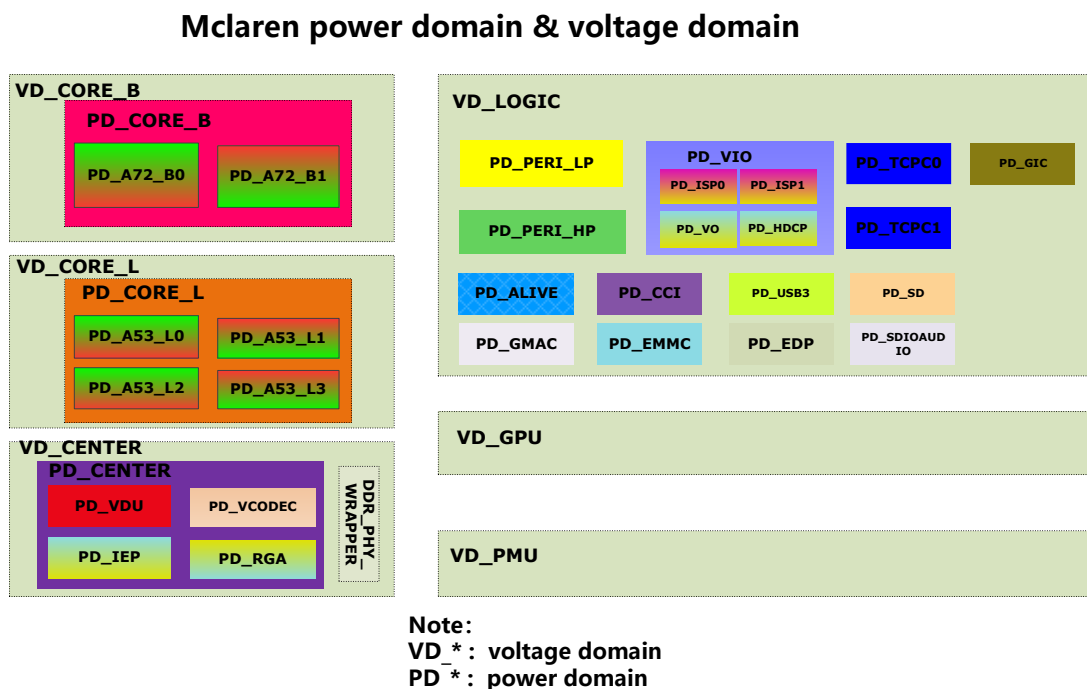 Mclaren power domain & voltage domain
VD_CORE_B
PD_CORE_B
PD_A72_B0
PD_A72_B1
VD_CORE_L
PD_CORE_L
PD_A53_L0
PD_A53_L1
PD_A53_L2
PD_A53_L3
VD_CENTER
PD_CENTER
PD_VDU
PD_VCODEC
PD_IEP
PD_RGA
DDR_PHY_
WRAPPER
VD_LOGIC
PD_PERI_LP
PD_VIO
PD_ISP0
PD_ISP1
PD_VO
PD_HDCP
PD_TCPC0
PD_GIC
PD_PERI_HP
PD_TCPC1
PD_ALIVE
PD_CCI
PD_USB3
PD_SD
PD_GMAC
PD_EMMC
PD_EDP
PD_SDIOAUD
IO
VD_GPU
VD_PMU
Note:
VD_* : voltage domain
PD_* : power domain